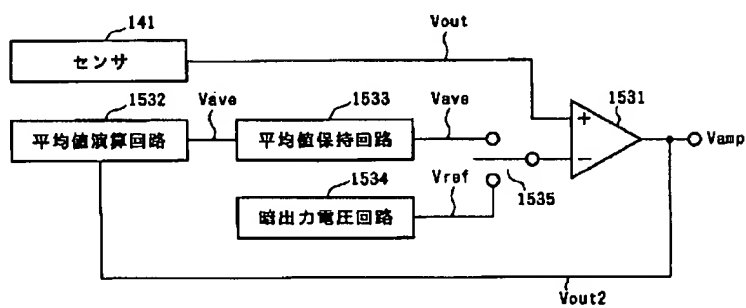 141
センサ
Vout
1532
平均値演算回路
Vave
1533
平均値保持回路
Vave
1531
+
−
Vamp
1534
暗出力電圧回路
Vref
1535
Vout2